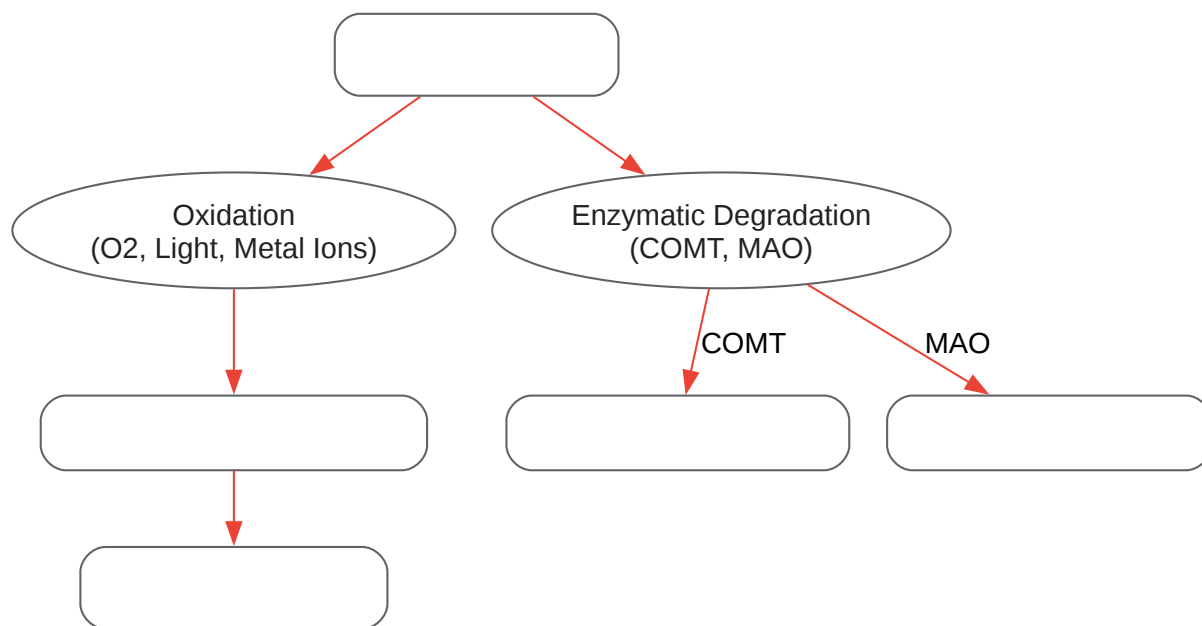 Oxidation
(O2, Light, Metal Ions)
Enzymatic Degradation
(COMT, MAO)
COMT
MAO